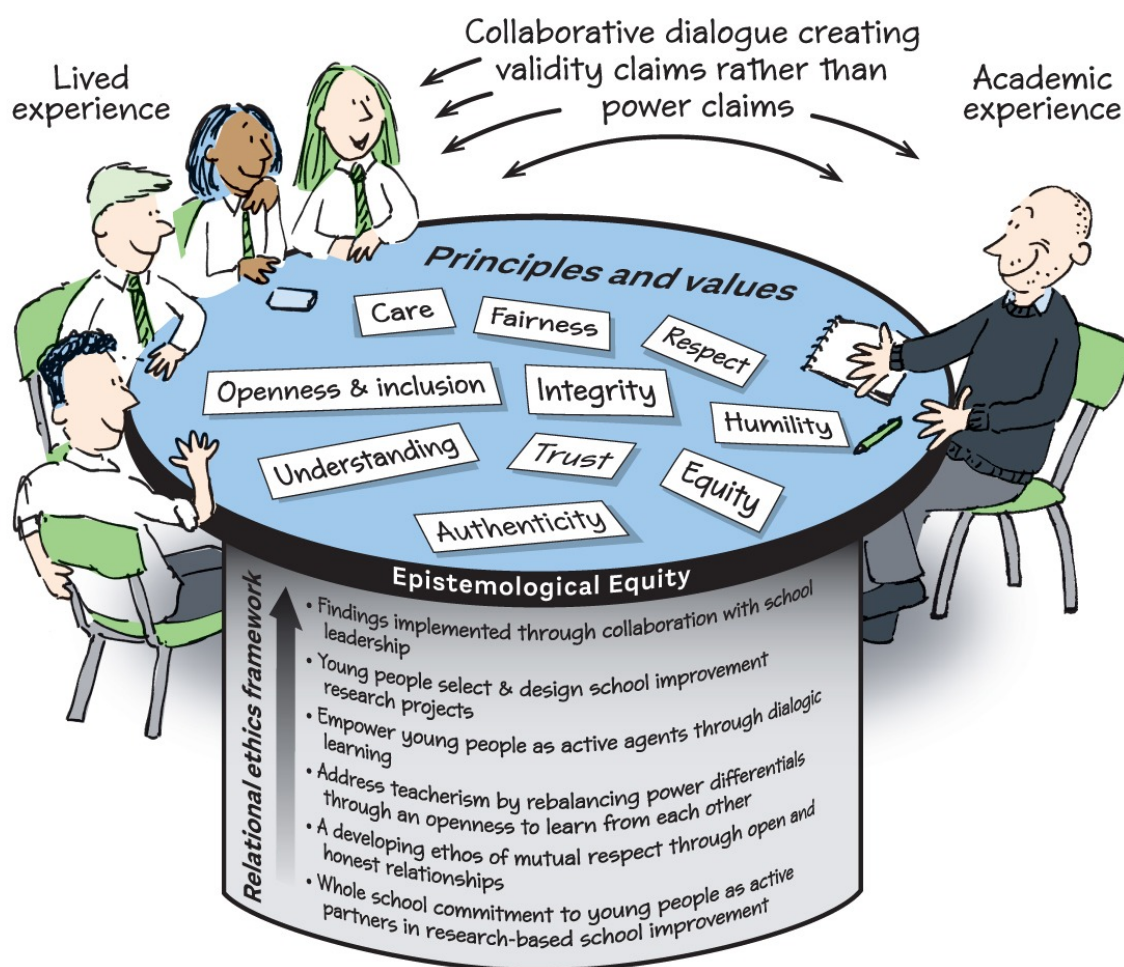 Collaborative dialogue creating
validity claims rather than
power claims
Lived
experience
Academic
experience
Principles and values
Care
Fairness
Respect
Openness & inclusion
Integrity
Humility
Understanding
Trust
Equity
Authenticity
Epistemological Equity
Relational ethics framework
• Findings implemented through collaboration with school
leadership
• Young people select & design school improvement
research projects
• Empower young people as active agents through dialogic
learning
• Address teacherism by rebalancing power differentials
through an openness to learn from each other
• A developing ethos of mutual respect through open and
honest relationships
• Whole school commitment to young people as active
partners in research-based school improvement